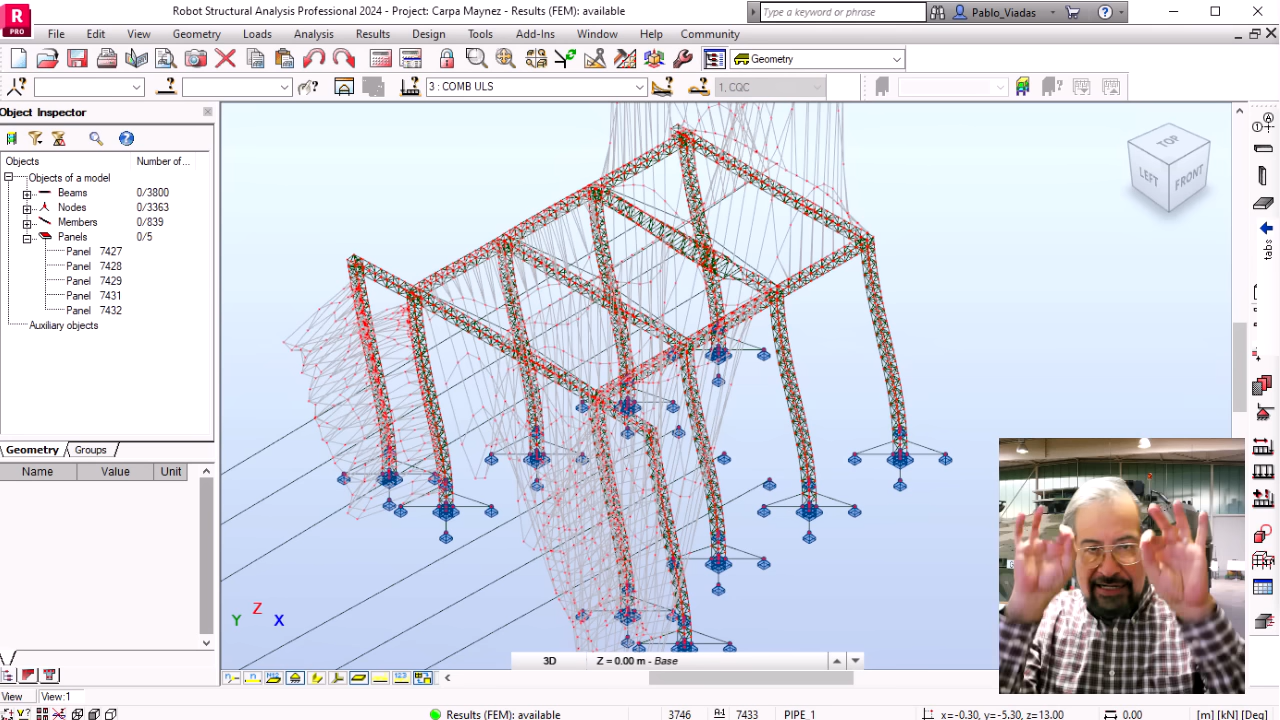 R
PRO
Robot Structural Analysis Professional 2024 - Project: Cana Maynez - Results (FEM): available
Type a keyword or phrase
Pablo_Viadas
File Edit View Geometry Loads Analysis Results Design Tools Add-Ins Window Help Community
Geometry
3 : COMB ULS
1, CQC
Object Inspector
Objects Number of...
Objects of a model
Beams 0/3800
Nodes 0/3363
Members 0/839
Panels 0/5
Panel 7427
Panel 7428
Panel 7429
Panel 7431
Panel 7432
Auxiliary objects
Geometry Groups
Name Value Unit
TOP
LEFT FRONT
tabs
Z
Y X
3D Z = 0.00 m - Base
View View:1
Results (FEM): available 3746 7433 PIPE_1 x=-0.30, y=-5.30, z=13.00 0.00 [m] [kN] [Deg]